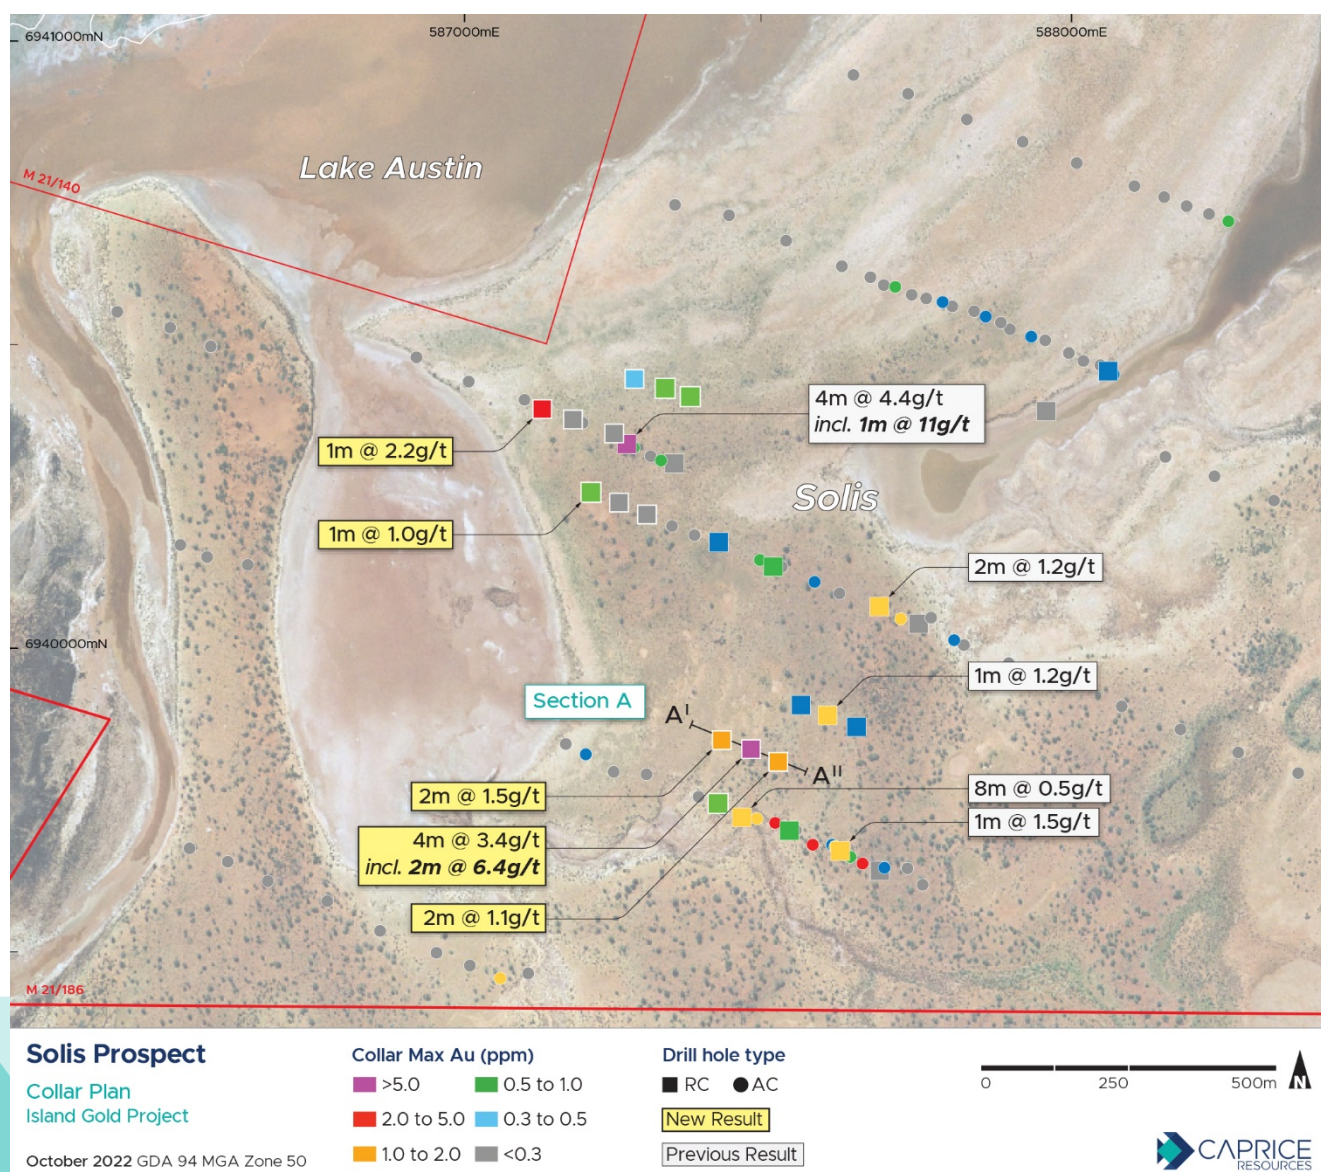 6941000mN
587000mE
588000mE
Lake Austin
M 21/140
4m @ 4.4g/t
incl. 1m @ 11g/t
1m @ 2.2g/t
Solis
1m @ 1.0g/t
2m @ 1.2g/t
6940000mN
1m @ 1.2g/t
Section A
A'
A"
2m @ 1.5g/t
8m @ 0.5g/t
1m @ 1.5g/t
4m @ 3.4g/t
incl. 2m @ 6.4g/t
2m @ 1.1g/t
M 21/186
Solis Prospect
Collar Plan
Island Gold Project
October 2022 GDA 94 MGA Zone 50
Collar Max Au (ppm)
>5.0
0.5 to 1.0
2.0 to 5.0
0.3 to 0.5
1.0 to 2.0
<0.3
Drill hole type
RC
AC
New Result
Previous Result
0
250
500m
N
CAPRICE
RESOURCES